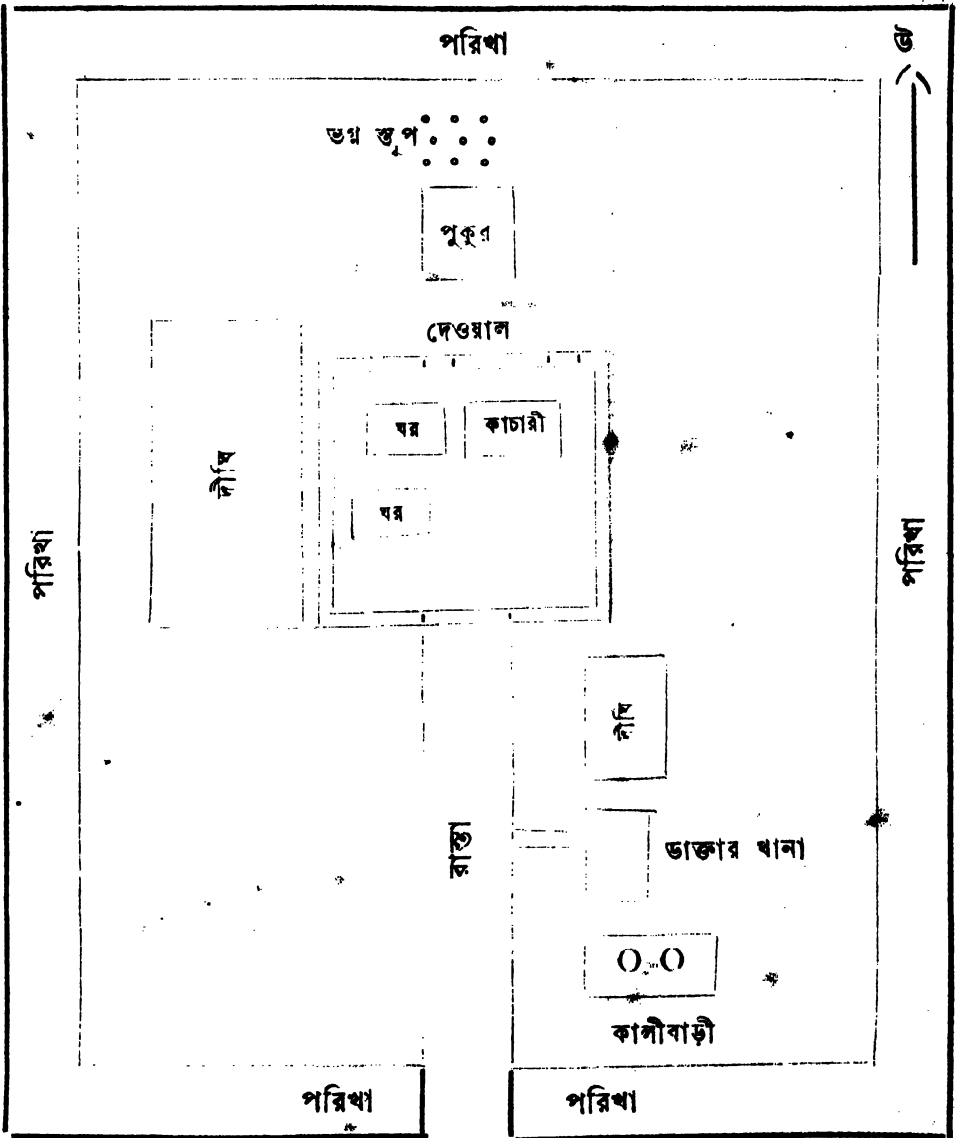 পরিখা
উ
ভগ্ন স্তূপ
পুকুর
দেওয়াল
ঘর
কাচারী
দীঘি
ঘর
পরিখা
পরিখা
দীঘি
রাস্তা
ডাক্তার খানা
কালীবাড়ী
পরিখা
পরিখা